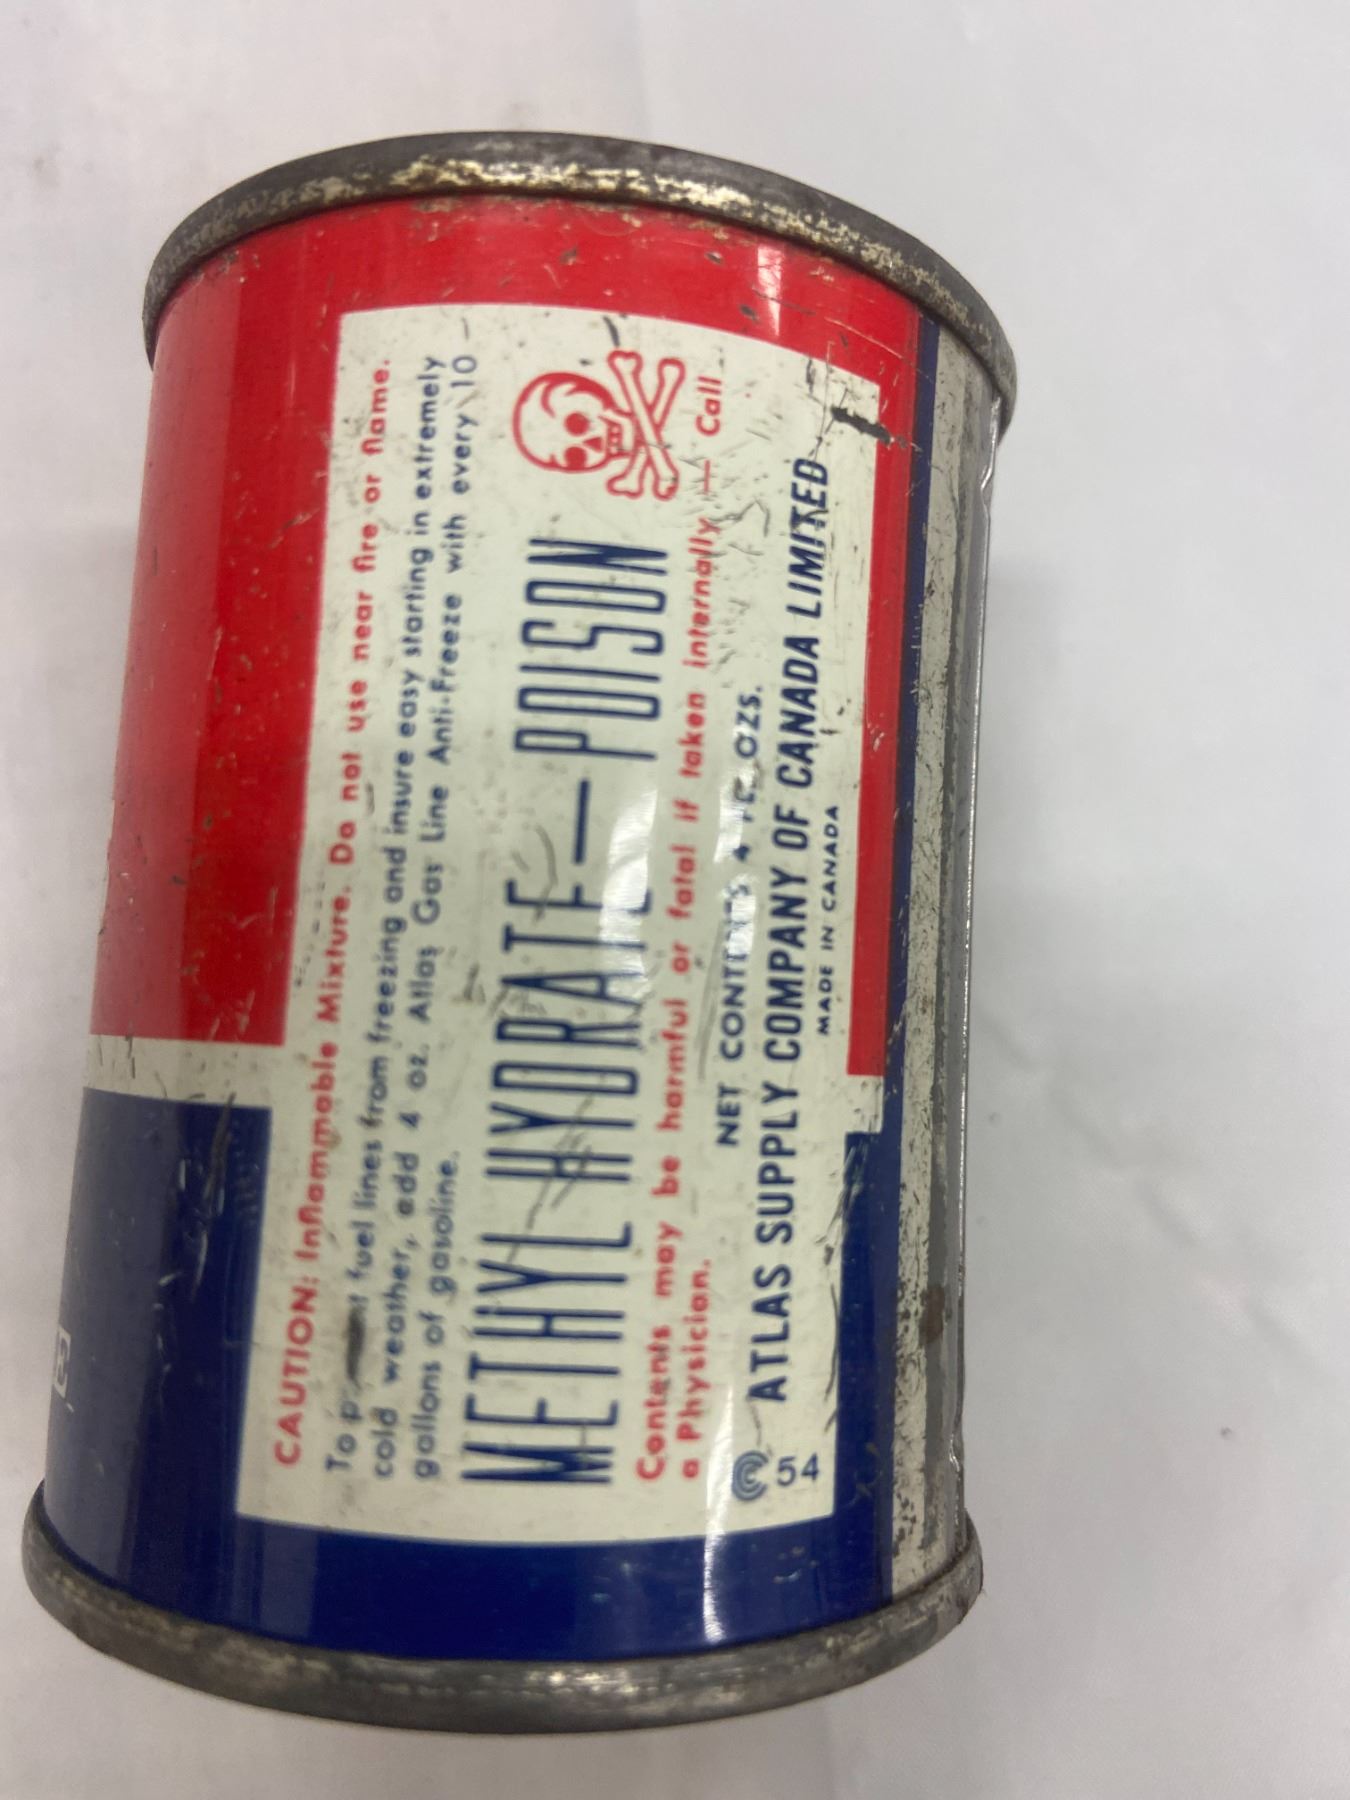 CAUTION: Inflammable Mixture. Do not use near fire or flame.
To prevent fuel lines from freezing and insure easy starting in extremely
cold weather, add 4 oz. Atlas Gas Line Anti-Freeze with every 10
gallons of gasoline.
METHYL HYDRATE—POISON
Contents may be harmful or fatal if taken internally — Call
a Physician.
NET CONTENTS 4 FL. OZS.
ATLAS SUPPLY COMPANY OF CANADA LIMITED
54
MADE IN CANADA
E